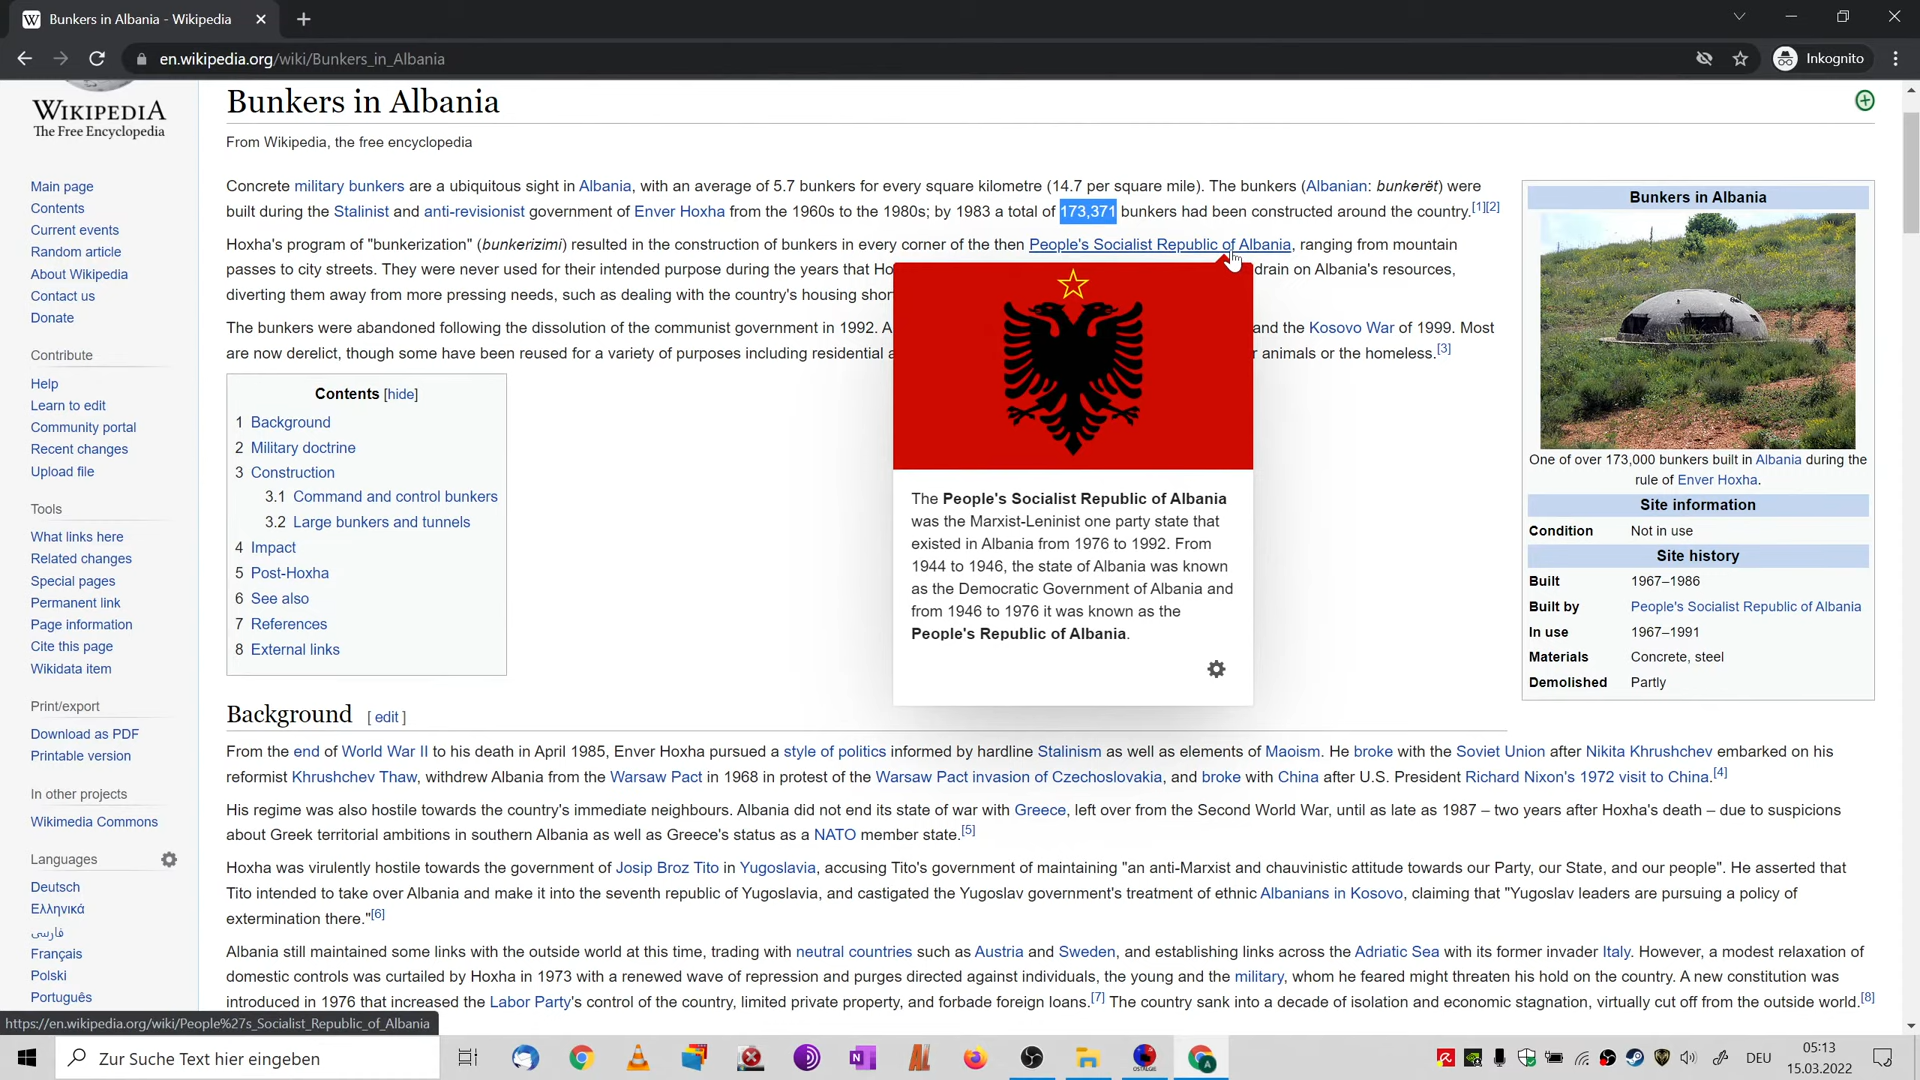 Bunkers in Albania - Wikipedia
en.wikipedia.org/wiki/Bunkers_in_Albania
Inkognito
WIKIPEDIA
The Free Encyclopedia
Main page
Contents
Current events
Random article
About Wikipedia
Contact us
Donate
Contribute
Help
Learn to edit
Community portal
Recent changes
Upload file
Tools
What links here
Related changes
Special pages
Permanent link
Page information
Cite this page
Wikidata item
Print/export
Download as PDF
Printable version
In other projects
Wikimedia Commons
Languages
Deutsch
Ελληνικά
فارسی
Français
Polski
Português
Bunkers in Albania
From Wikipedia, the free encyclopedia
Concrete military bunkers are a ubiquitous sight in Albania, with an average of 5.7 bunkers for every square kilometre (14.7 per square mile). The bunkers (Albanian: bunkerët) were
built during the Stalinist and anti-revisionist government of Enver Hoxha from the 1960s to the 1980s; by 1983 a total of 173,371 bunkers had been constructed around the country.[1][2]
Hoxha's program of "bunkerization" (bunkerizimi) resulted in the construction of bunkers in every corner of the then People's Socialist Republic of Albania, ranging from mountain
passes to city streets. They were never used for their intended purpose during the years that Ho drain on Albania's resources,
diverting them away from more pressing needs, such as dealing with the country's housing shor
The bunkers were abandoned following the dissolution of the communist government in 1992. A and the Kosovo War of 1999. Most
are now derelict, though some have been reused for a variety of purposes including residential a r animals or the homeless.[3]
The People's Socialist Republic of Albania
was the Marxist-Leninist one party state that
existed in Albania from 1976 to 1992. From
1944 to 1946, the state of Albania was known
as the Democratic Government of Albania and
from 1946 to 1976 it was known as the
People's Republic of Albania.
Bunkers in Albania
One of over 173,000 bunkers built in Albania during the
rule of Enver Hoxha.
Site information
Condition Not in use
Site history
Built 1967–1986
Built by People's Socialist Republic of Albania
In use 1967–1991
Materials Concrete, steel
Demolished Partly
Contents [hide]
1 Background
2 Military doctrine
3 Construction
3.1 Command and control bunkers
3.2 Large bunkers and tunnels
4 Impact
5 Post-Hoxha
6 See also
7 References
8 External links
Background [ edit ]
From the end of World War II to his death in April 1985, Enver Hoxha pursued a style of politics informed by hardline Stalinism as well as elements of Maoism. He broke with the Soviet Union after Nikita Khrushchev embarked on his
reformist Khrushchev Thaw, withdrew Albania from the Warsaw Pact in 1968 in protest of the Warsaw Pact invasion of Czechoslovakia, and broke with China after U.S. President Richard Nixon's 1972 visit to China.[4]
His regime was also hostile towards the country's immediate neighbours. Albania did not end its state of war with Greece, left over from the Second World War, until as late as 1987 – two years after Hoxha's death – due to suspicions
about Greek territorial ambitions in southern Albania as well as Greece's status as a NATO member state.[5]
Hoxha was virulently hostile towards the government of Josip Broz Tito in Yugoslavia, accusing Tito's government of maintaining "an anti-Marxist and chauvinistic attitude towards our Party, our State, and our people". He asserted that
Tito intended to take over Albania and make it into the seventh republic of Yugoslavia, and castigated the Yugoslav government's treatment of ethnic Albanians in Kosovo, claiming that "Yugoslav leaders are pursuing a policy of
extermination there."[6]
Albania still maintained some links with the outside world at this time, trading with neutral countries such as Austria and Sweden, and establishing links across the Adriatic Sea with its former invader Italy. However, a modest relaxation of
domestic controls was curtailed by Hoxha in 1973 with a renewed wave of repression and purges directed against individuals, the young and the military, whom he feared might threaten his hold on the country. A new constitution was
introduced in 1976 that increased the Labor Party's control of the country, limited private property, and forbade foreign loans.[7] The country sank into a decade of isolation and economic stagnation, virtually cut off from the outside world.[8]
https://en.wikipedia.org/wiki/People%27s_Socialist_Republic_of_Albania
Zur Suche Text hier eingeben
OSTALGIE
DEU
05:13
15.03.2022